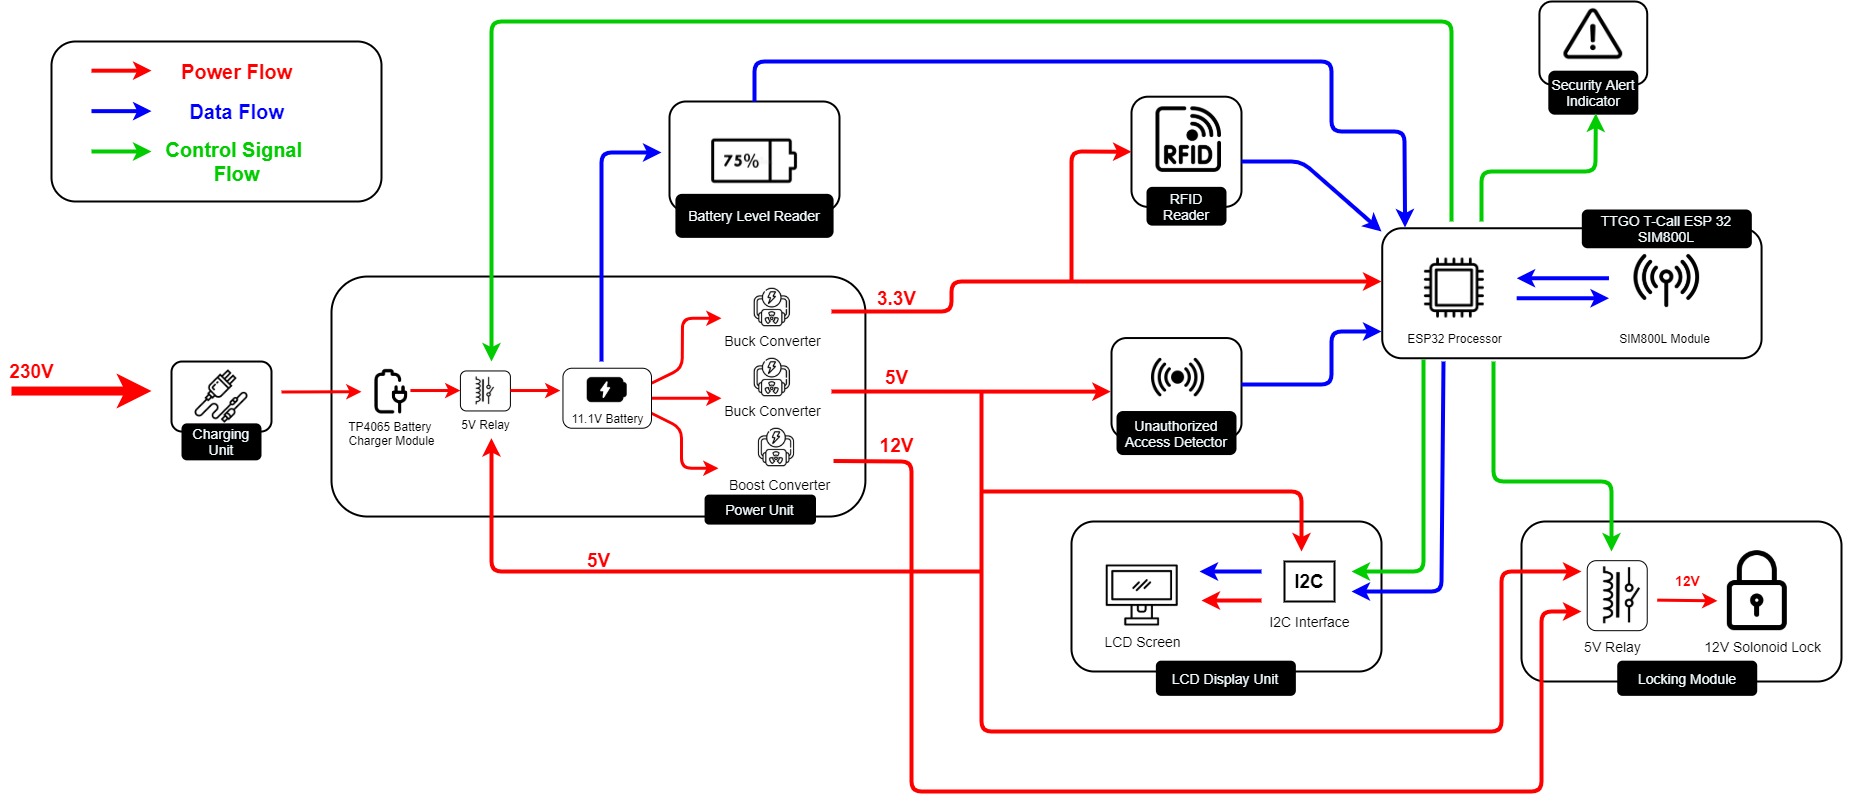 Power Flow
Data Flow
Control Signal
Flow
Security Alert
Indicator
75%
Battery Level Reader
RFID
RFID
Reader
TTGO T-Call ESP 32
SIM800L
ESP32 Processor
SIM800L Module
230V
Charging
Unit
TP4065 Battery
Charger Module
5V Relay
11.1V Battery
Buck Converter
Buck Converter
Boost Converter
Power Unit
3.3V
5V
12V
5V
Unauthorized
Access Detector
LCD Screen
I2C
I2C Interface
LCD Display Unit
5V Relay
12V
12V Solonoid Lock
Locking Module